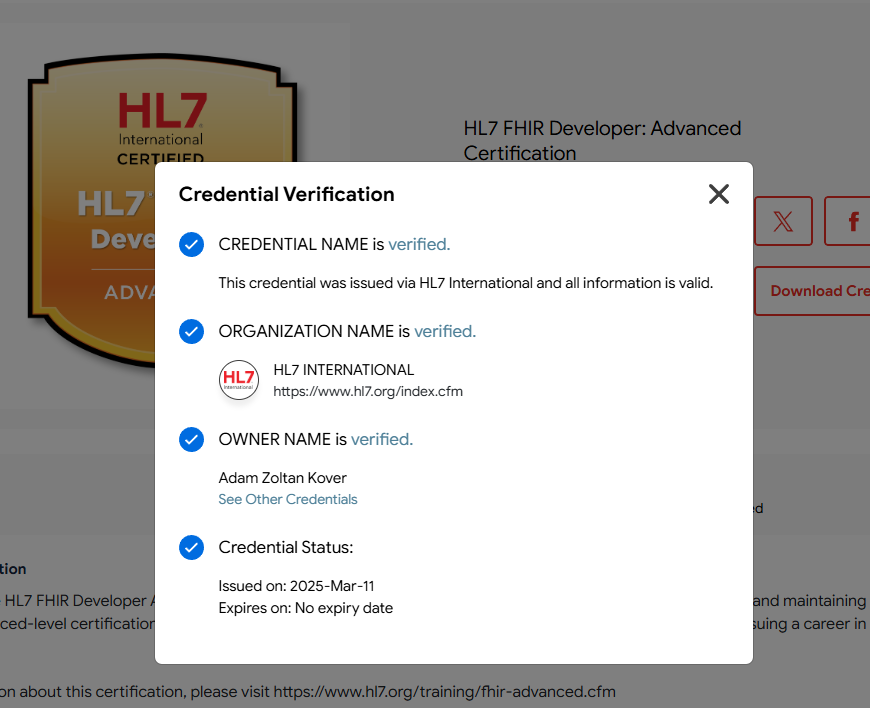 HL7
International
CERTIFIED
HL7
Deve
ADVA
HL7 FHIR Developer: Advanced
Certification
Download Cre
Credential Verification
CREDENTIAL NAME is verified.
This credential was issued via HL7 International and all information is valid.
ORGANIZATION NAME is verified.
HL7
International
HL7 INTERNATIONAL
https://www.hl7.org/index.cfm
OWNER NAME is verified.
Adam Zoltan Kover
See Other Credentials
ed
Credential Status:
Issued on: 2025-Mar-11
Expires on: No expiry date
tion
HL7 FHIR Developer A and maintaining
ced-level certification suing a career in
on about this certification, please visit https://www.hl7.org/training/fhir-advanced.cfm